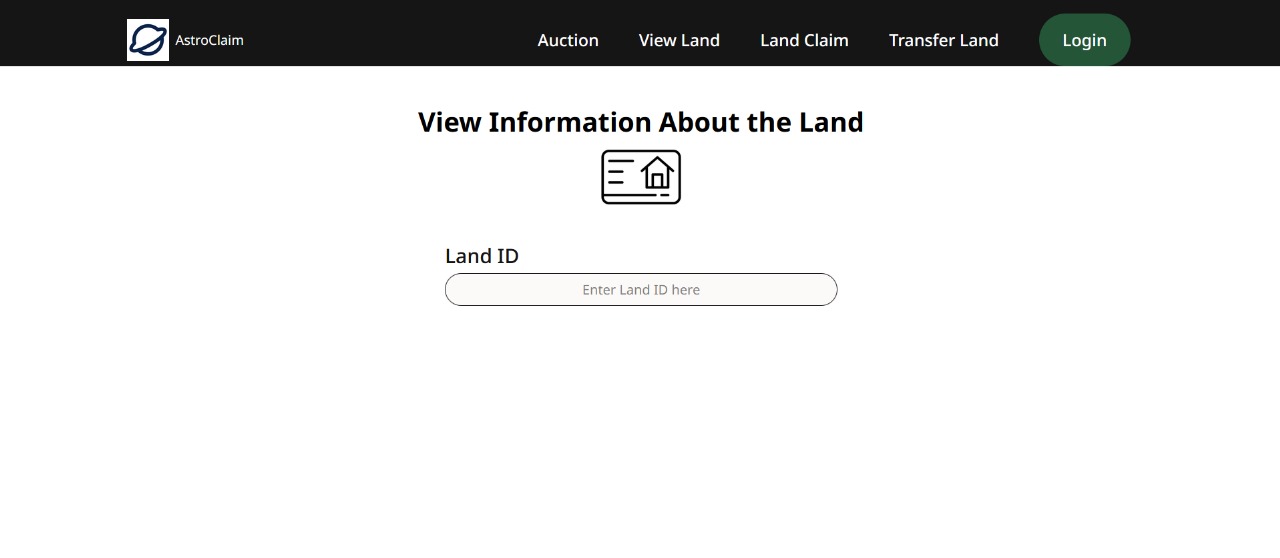 AstroClaim
Auction
View Land
Land Claim
Transfer Land
Login
View Information About the Land
Land ID
Enter Land ID here